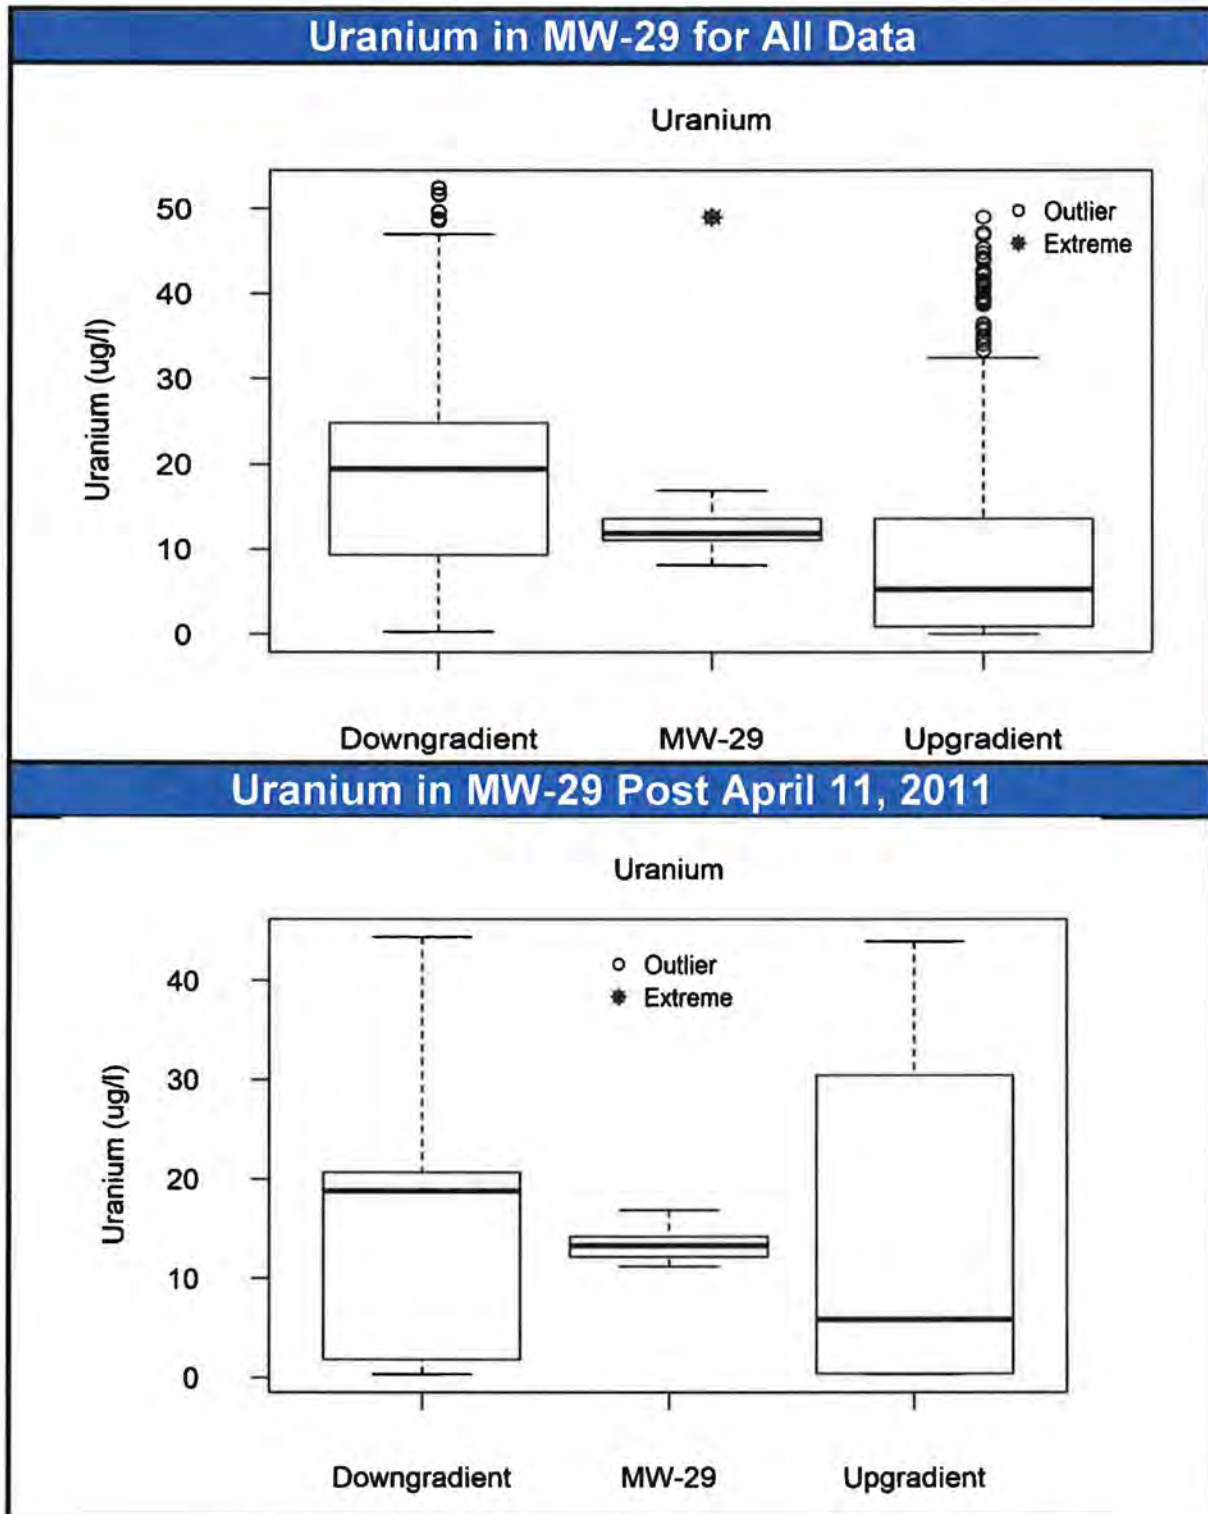 Uranium in MW-29 for All Data
Uranium
50
40
30
20
10
0
Uranium (ug/l)
Outlier
Extreme
Downgradient MW-29 Upgradient
Uranium in MW-29 Post April 11, 2011
Uranium
40
30
20
10
0
Uranium (ug/l)
Outlier
Extreme
Downgradient MW-29 Upgradient